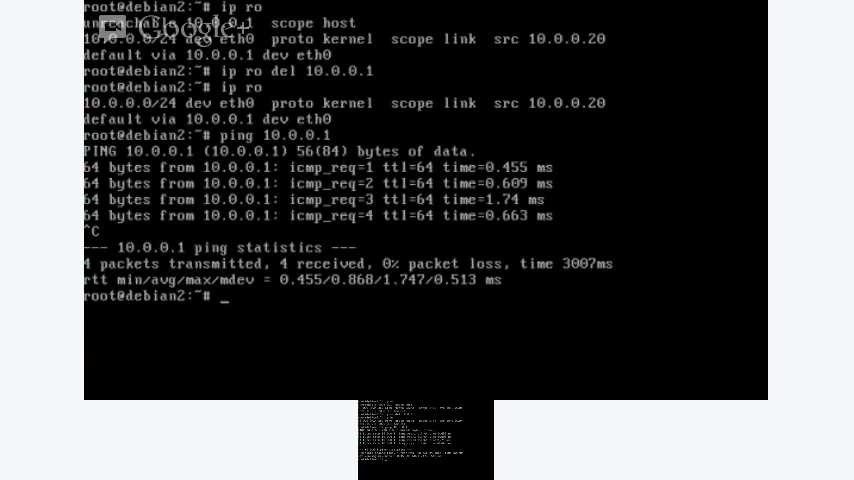 root@debian2:~# ip ro
unreachable 10.0.0.1  scope host
Google+
10.0.0.0/24 dev eth0  proto kernel  scope link  src 10.0.0.20
default via 10.0.0.1 dev eth0
root@debian2:~# ip ro del 10.0.0.1
root@debian2:~# ip ro
10.0.0.0/24 dev eth0  proto kernel  scope link  src 10.0.0.20
default via 10.0.0.1 dev eth0
root@debian2:~# ping 10.0.0.1
PING 10.0.0.1 (10.0.0.1) 56(84) bytes of data.
64 bytes from 10.0.0.1: icmp_req=1 ttl=64 time=0.455 ms
64 bytes from 10.0.0.1: icmp_req=2 ttl=64 time=0.609 ms
64 bytes from 10.0.0.1: icmp_req=3 ttl=64 time=1.74 ms
64 bytes from 10.0.0.1: icmp_req=4 ttl=64 time=0.663 ms
^C
--- 10.0.0.1 ping statistics ---
4 packets transmitted, 4 received, 0% packet loss, time 3007ms
rtt min/avg/max/mdev = 0.455/0.868/1.747/0.513 ms
root@debian2:~# _